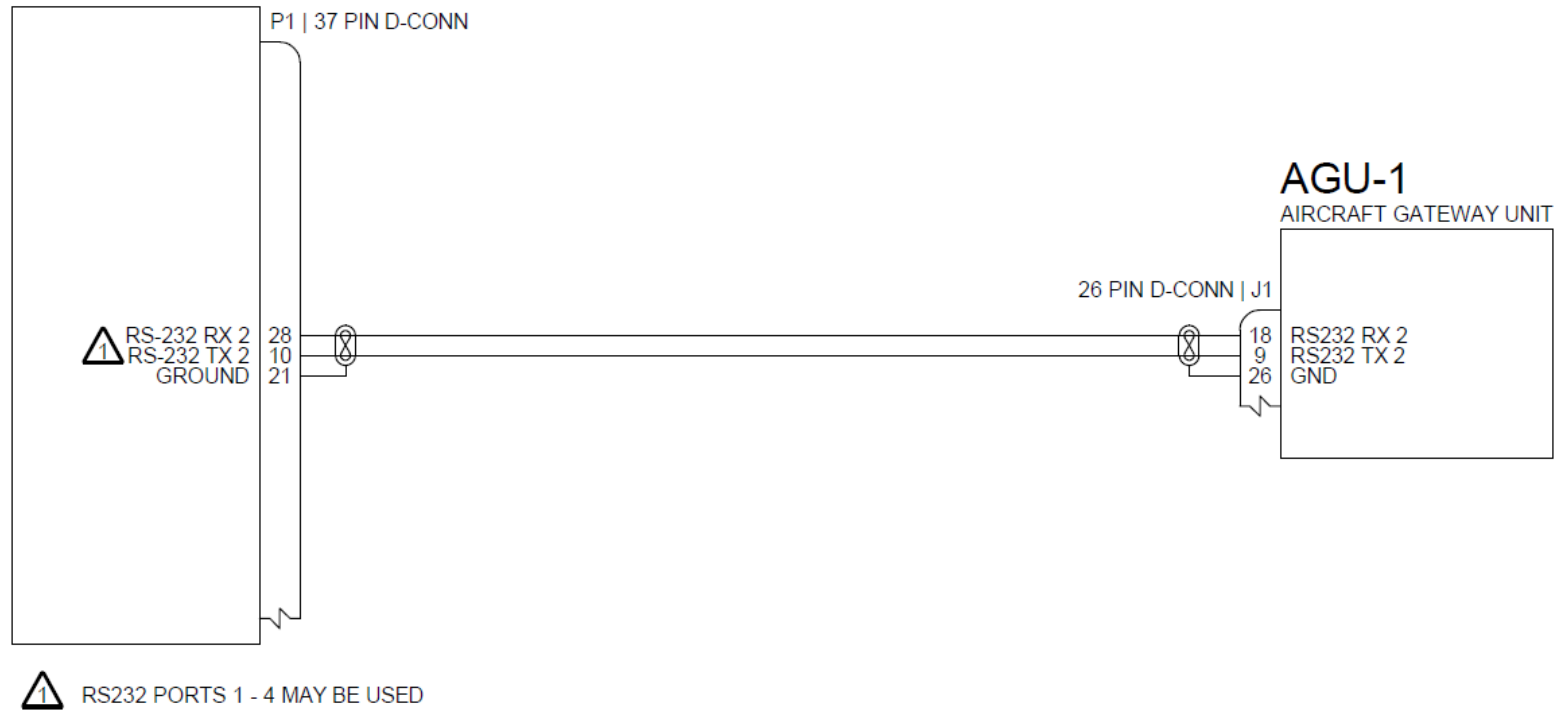 P1 | 37 PIN D-CONN
AGU-1
AIRCRAFT GATEWAY UNIT
26 PIN D-CONN | J1
1
RS-232 RX 2 28
RS-232 TX 2 10
GROUND 21
18 RS232 RX 2
9 RS232 TX 2
26 GND
1 RS232 PORTS 1 - 4 MAY BE USED